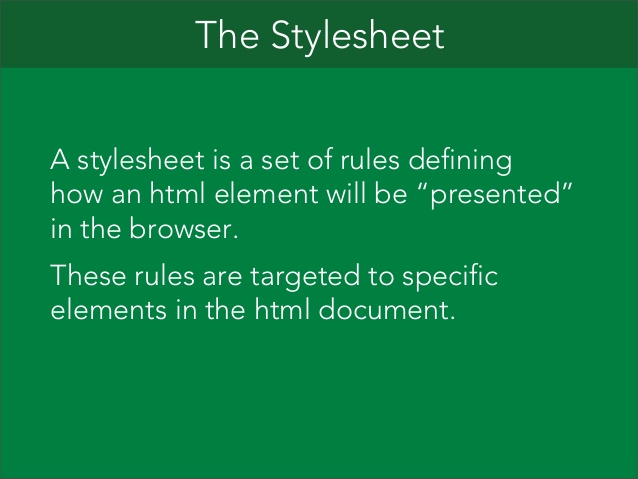 The Stylesheet
A stylesheet is a set of rules defining
how an html element will be “presented”
in the browser.
These rules are targeted to specific
elements in the html document.